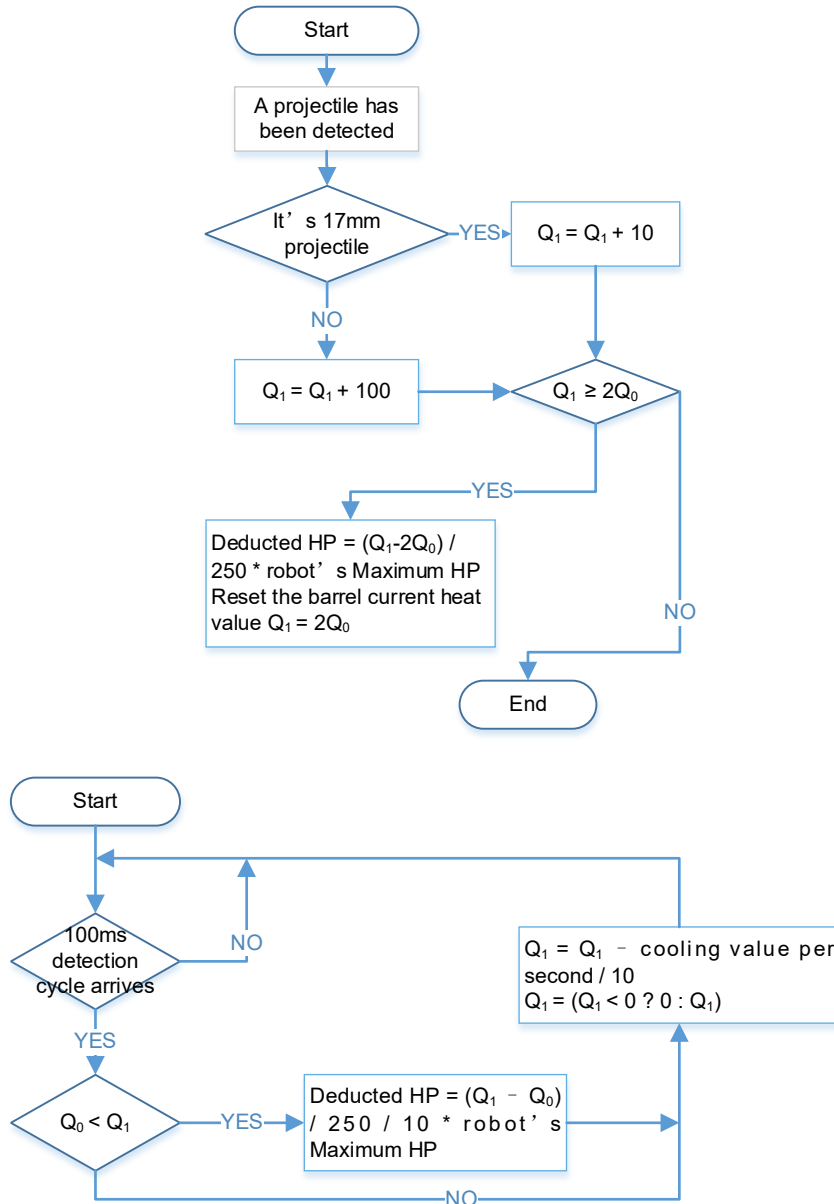 Start
A projectile has
been detected
It’s 17mm
projectile
YES
Q₁ = Q₁ + 10
NO
Q₁ = Q₁ + 100
Q₁ ≥ 2Q₀
YES
Deducted HP = (Q₁-2Q₀) /
250 * robot’s Maximum HP
Reset the barrel current heat
value Q₁ = 2Q₀
NO
End
Start
100ms
detection
cycle arrives
NO
Q₁ = Q₁ – cooling value per
second / 10
Q₁ = (Q₁ < 0 ? 0 : Q₁)
YES
Q₀ < Q₁
YES
Deducted HP = (Q₁ – Q₀)
/ 250 / 10 * robot’s
Maximum HP
NO